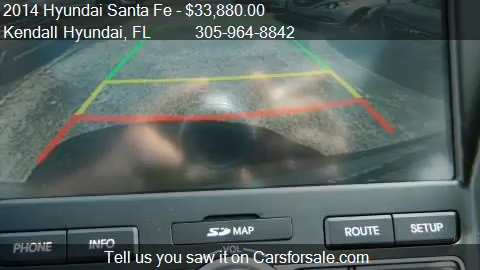 2014 Hyundai Santa Fe - $33,880.00
Kendall Hyundai, FL 305-964-8842
PHONE INFO SD MAP ROUTE SETUP
VOL
Tell us you saw it on Carsforsale.com